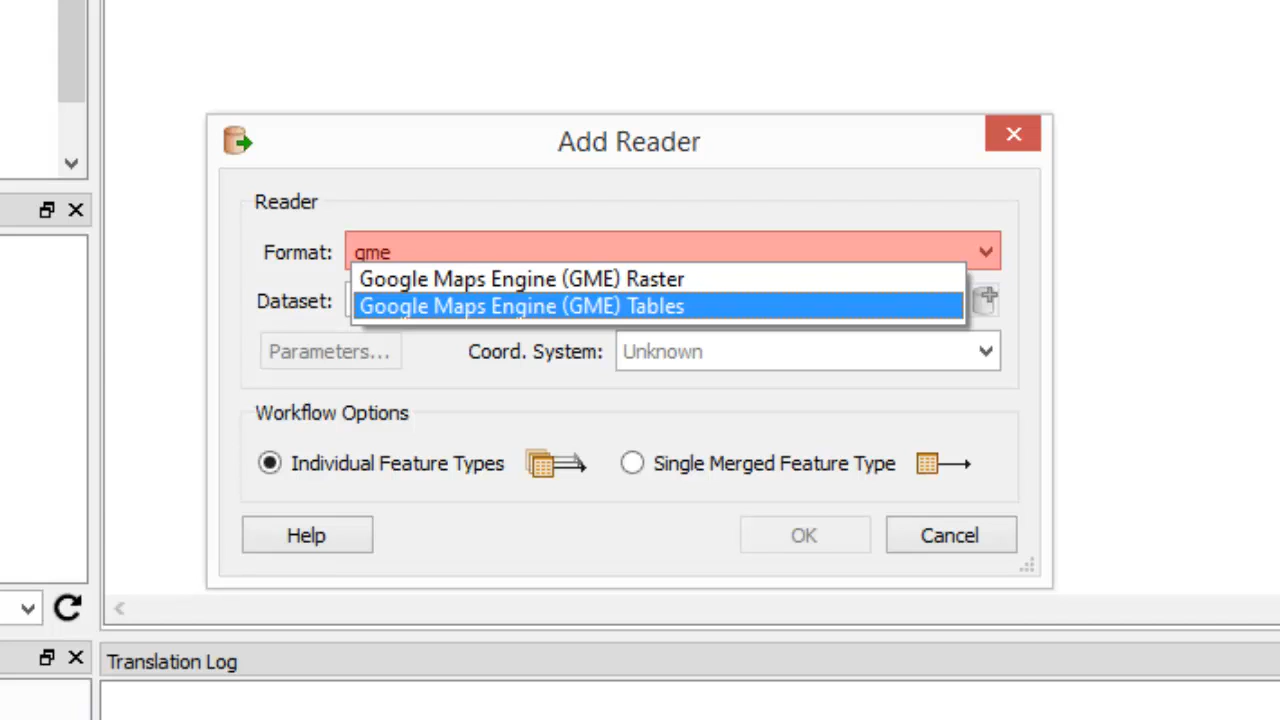 Add Reader
Reader
Format: gme
Google Maps Engine (GME) Raster
Google Maps Engine (GME) Tables
Dataset:
Parameters... Coord. System: Unknown
Workflow Options
Individual Feature Types Single Merged Feature Type
Help OK Cancel
Translation Log